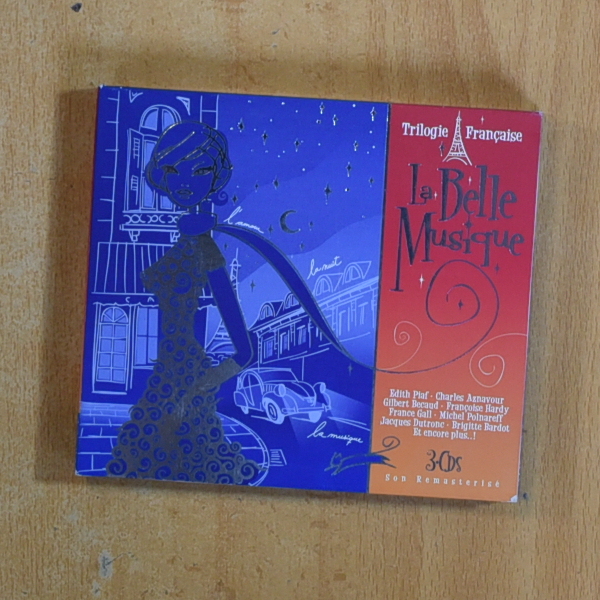 Trilogie Française
La Belle
Musique
l'amour
la nuit
la musique
Edith Piaf · Charles Aznavour
Gilbert Becaud · Françoise Hardy
France Gall · Michel Polnareff
Jacques Dutronc · Brigitte Bardot
Et encore plus..!
3·CDs
Son Remasterisé